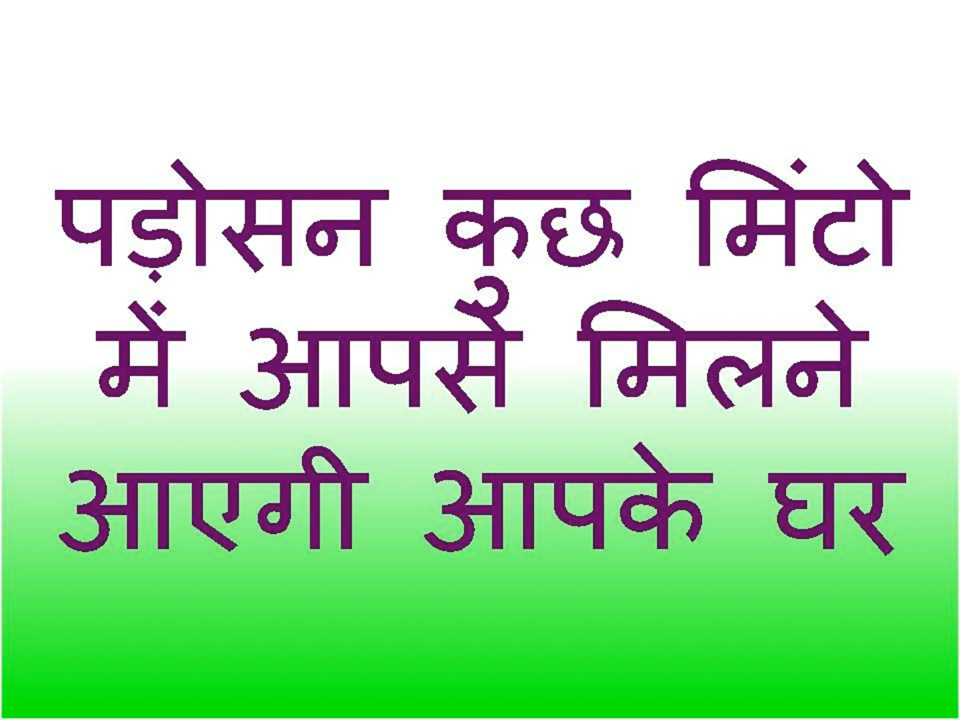 पड़ोसन कुछ मिंटो
में आपसे मिलने
आएगी आपके घर